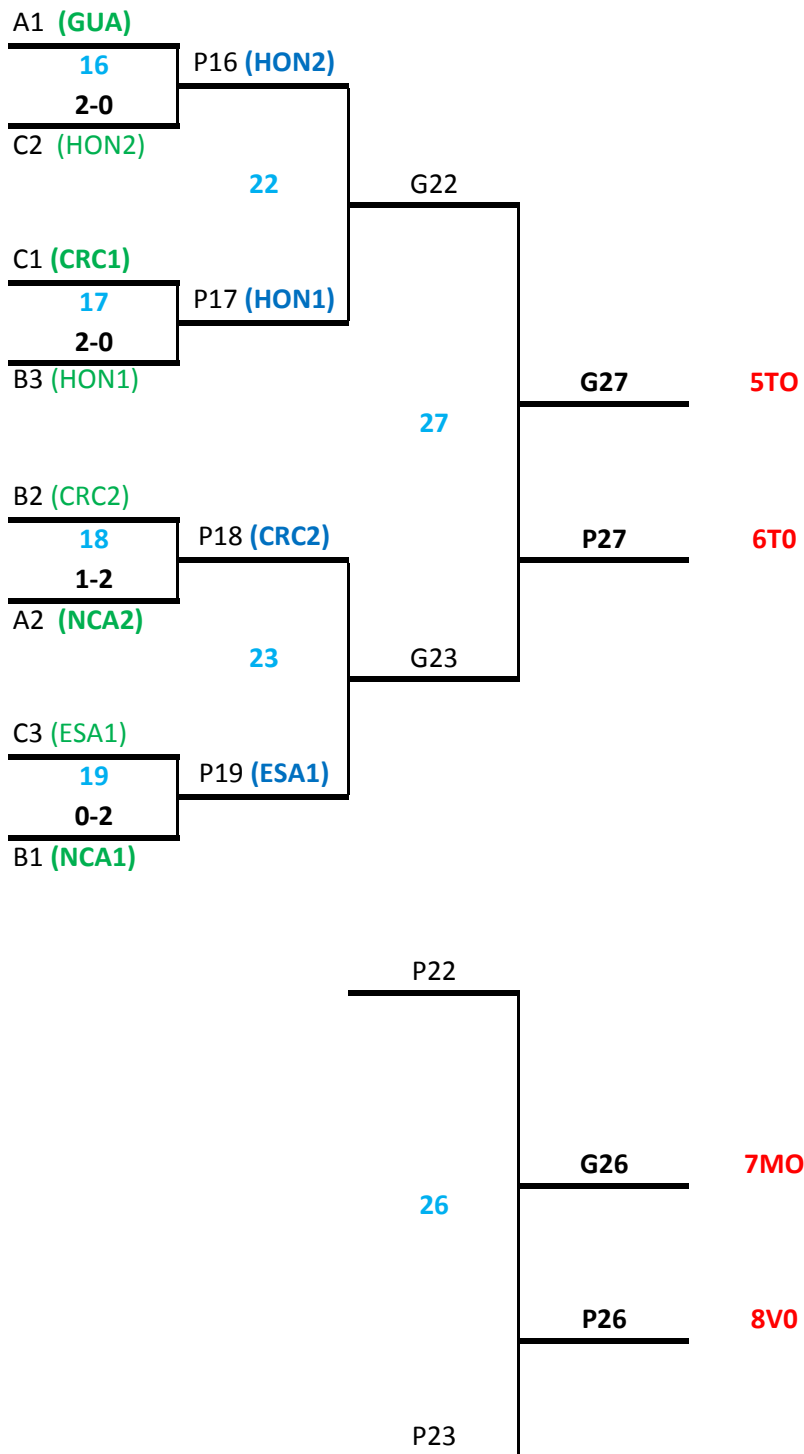 A1 (GUA)
16
2-0
C2 (HON2)
P16 (HON2)
22
G22
C1 (CRC1)
17
2-0
B3 (HON1)
P17 (HON1)
27
G27 5TO
P27 6T0
B2 (CRC2)
18
1-2
A2 (NCA2)
P18 (CRC2)
23
G23
C3 (ESA1)
19
0-2
B1 (NCA1)
P19 (ESA1)
P22
26
G26 7MO
P26 8V0
P23